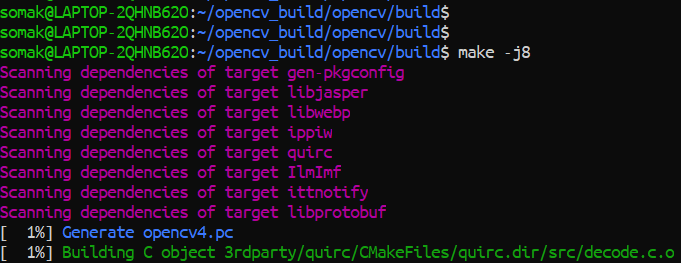 somak@LAPTOP-2QHNB62O:~/opencv_build/opencv/build$
somak@LAPTOP-2QHNB62O:~/opencv_build/opencv/build$
somak@LAPTOP-2QHNB62O:~/opencv_build/opencv/build$ make -j8
Scanning dependencies of target gen-pkgconfig
Scanning dependencies of target libjasper
Scanning dependencies of target libwebp
Scanning dependencies of target ippiw
Scanning dependencies of target quirc
Scanning dependencies of target IlmImf
Scanning dependencies of target ittnotify
Scanning dependencies of target libprotobuf
[  1%] Generate opencv4.pc
[  1%] Building C object 3rdparty/quirc/CMakeFiles/quirc.dir/src/decode.c.o